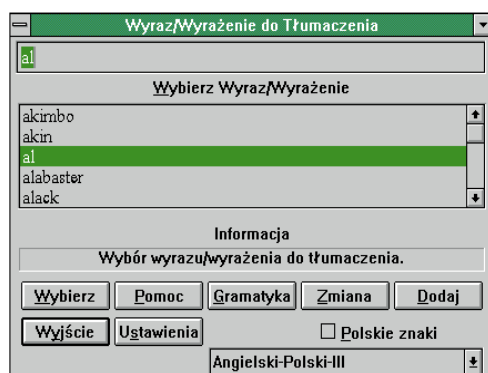 Wyraz/Wyrażenie do Tłumaczenia
al
Wybierz Wyraz/Wyrażenie
akimbo
akin
al
alabaster
alack
Informacja
Wybór wyrazu/wyrażenia do tłumaczenia.
Wybierz Pomoc Gramatyka Zmiana Dodaj
Wyjście Ustawienia Polskie znaki
Angielski-Polski-III